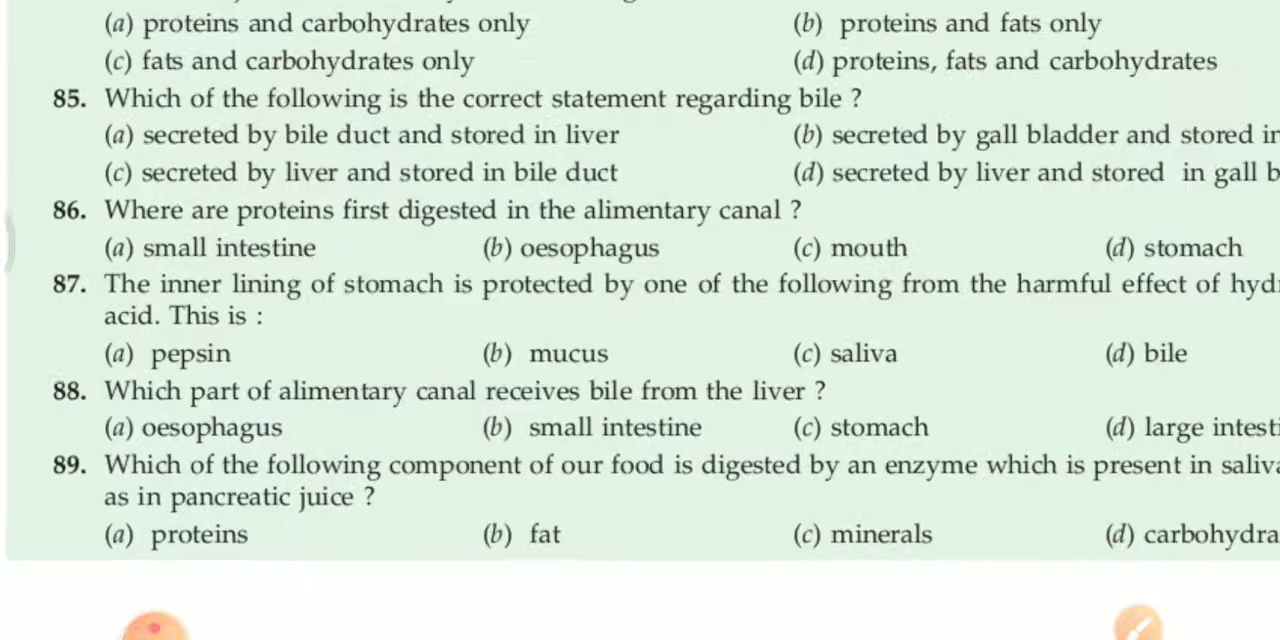 (a) proteins and carbohydrates only (b) proteins and fats only
(c) fats and carbohydrates only (d) proteins, fats and carbohydrates
85. Which of the following is the correct statement regarding bile ?
(a) secreted by bile duct and stored in liver (b) secreted by gall bladder and stored in
(c) secreted by liver and stored in bile duct (d) secreted by liver and stored in gall b
86. Where are proteins first digested in the alimentary canal ?
(a) small intestine (b) oesophagus (c) mouth (d) stomach
87. The inner lining of stomach is protected by one of the following from the harmful effect of hyd
acid. This is :
(a) pepsin (b) mucus (c) saliva (d) bile
88. Which part of alimentary canal receives bile from the liver ?
(a) oesophagus (b) small intestine (c) stomach (d) large intesti
89. Which of the following component of our food is digested by an enzyme which is present in saliva
as in pancreatic juice ?
(a) proteins (b) fat (c) minerals (d) carbohydra